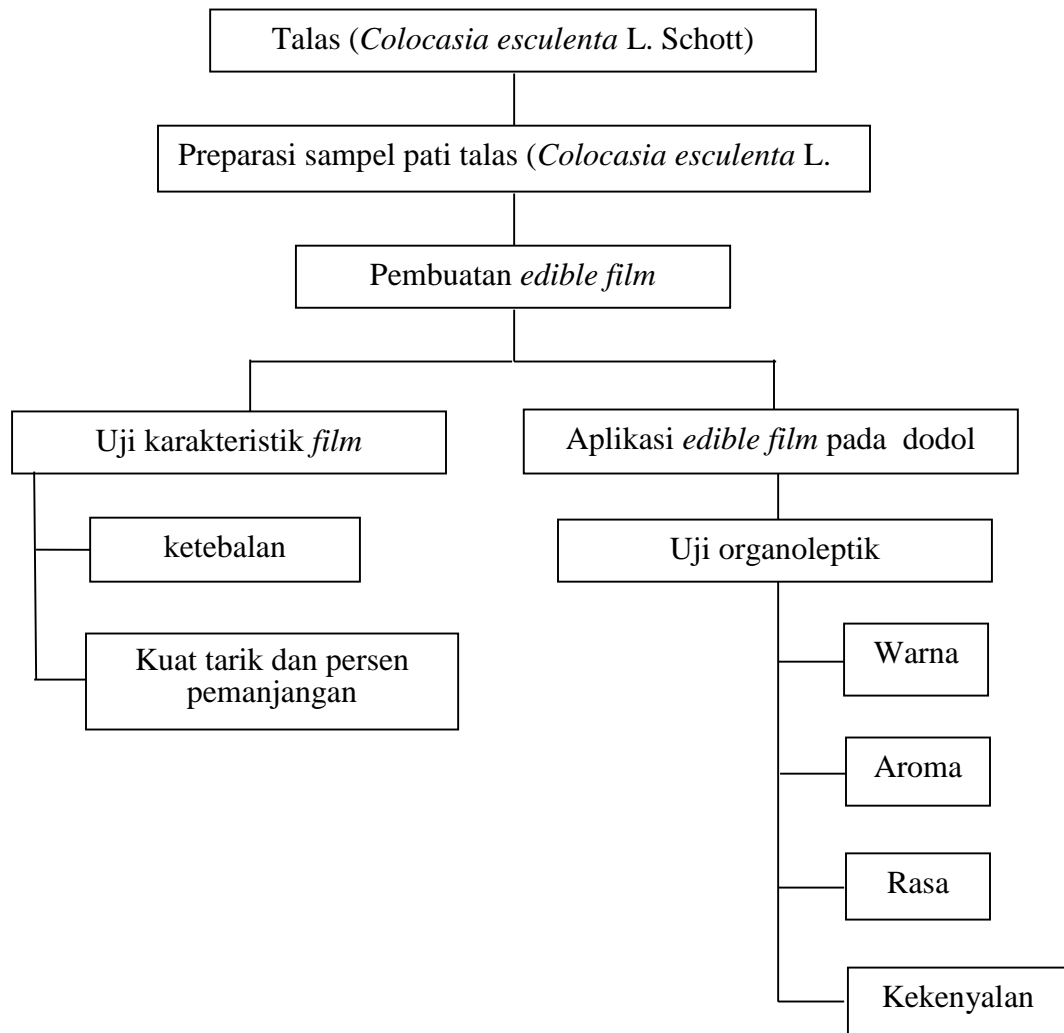 Talas (Colocasia esculenta L. Schott)
Preparasi sampel pati talas (Colocasia esculenta L.
Pembuatan edible film
Uji karakteristik film
ketebalan
Kuat tarik dan persen
pemanjangan
Aplikasi edible film pada dodol
Uji organoleptik
Warna
Aroma
Rasa
Kekenyalan